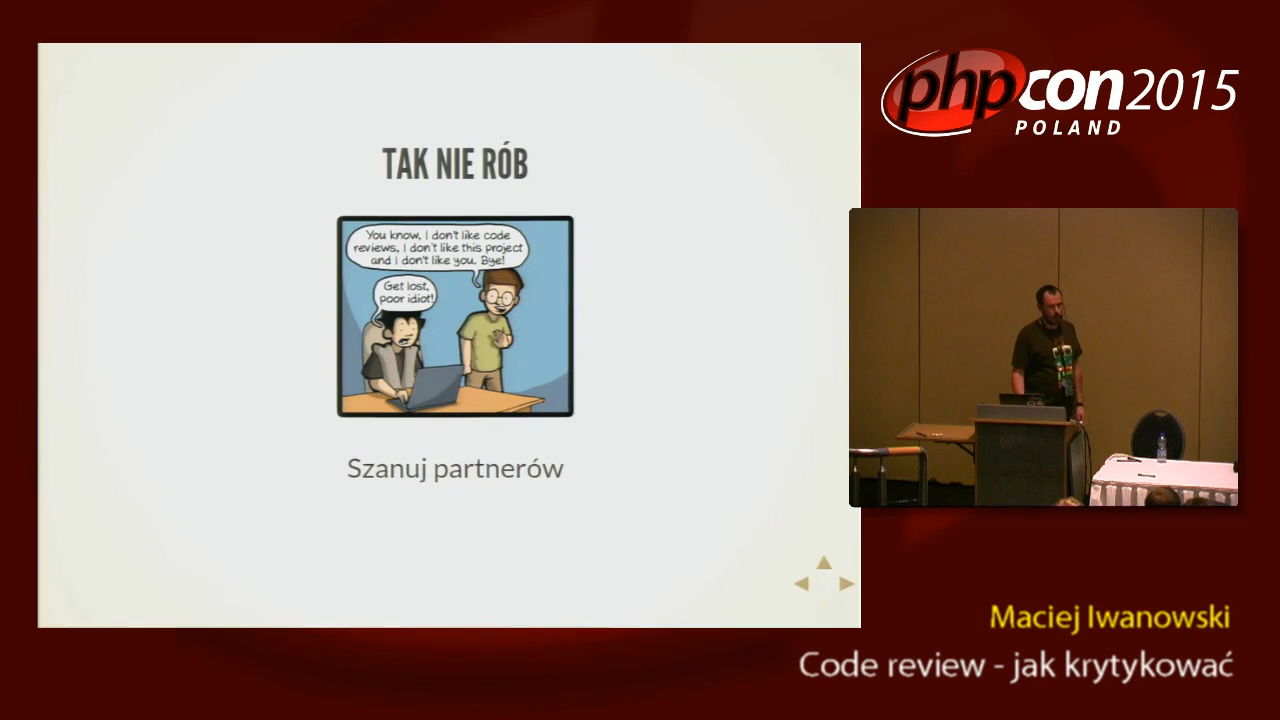 TAK NIE RÓB
You know, I don't like code
reviews, I don't like this project
and I don't like you. Bye!
Get lost,
poor idiot!
Szanuj partnerów
phpcon2015
POLAND
Maciej Iwanowski
Code review - jak krytykować